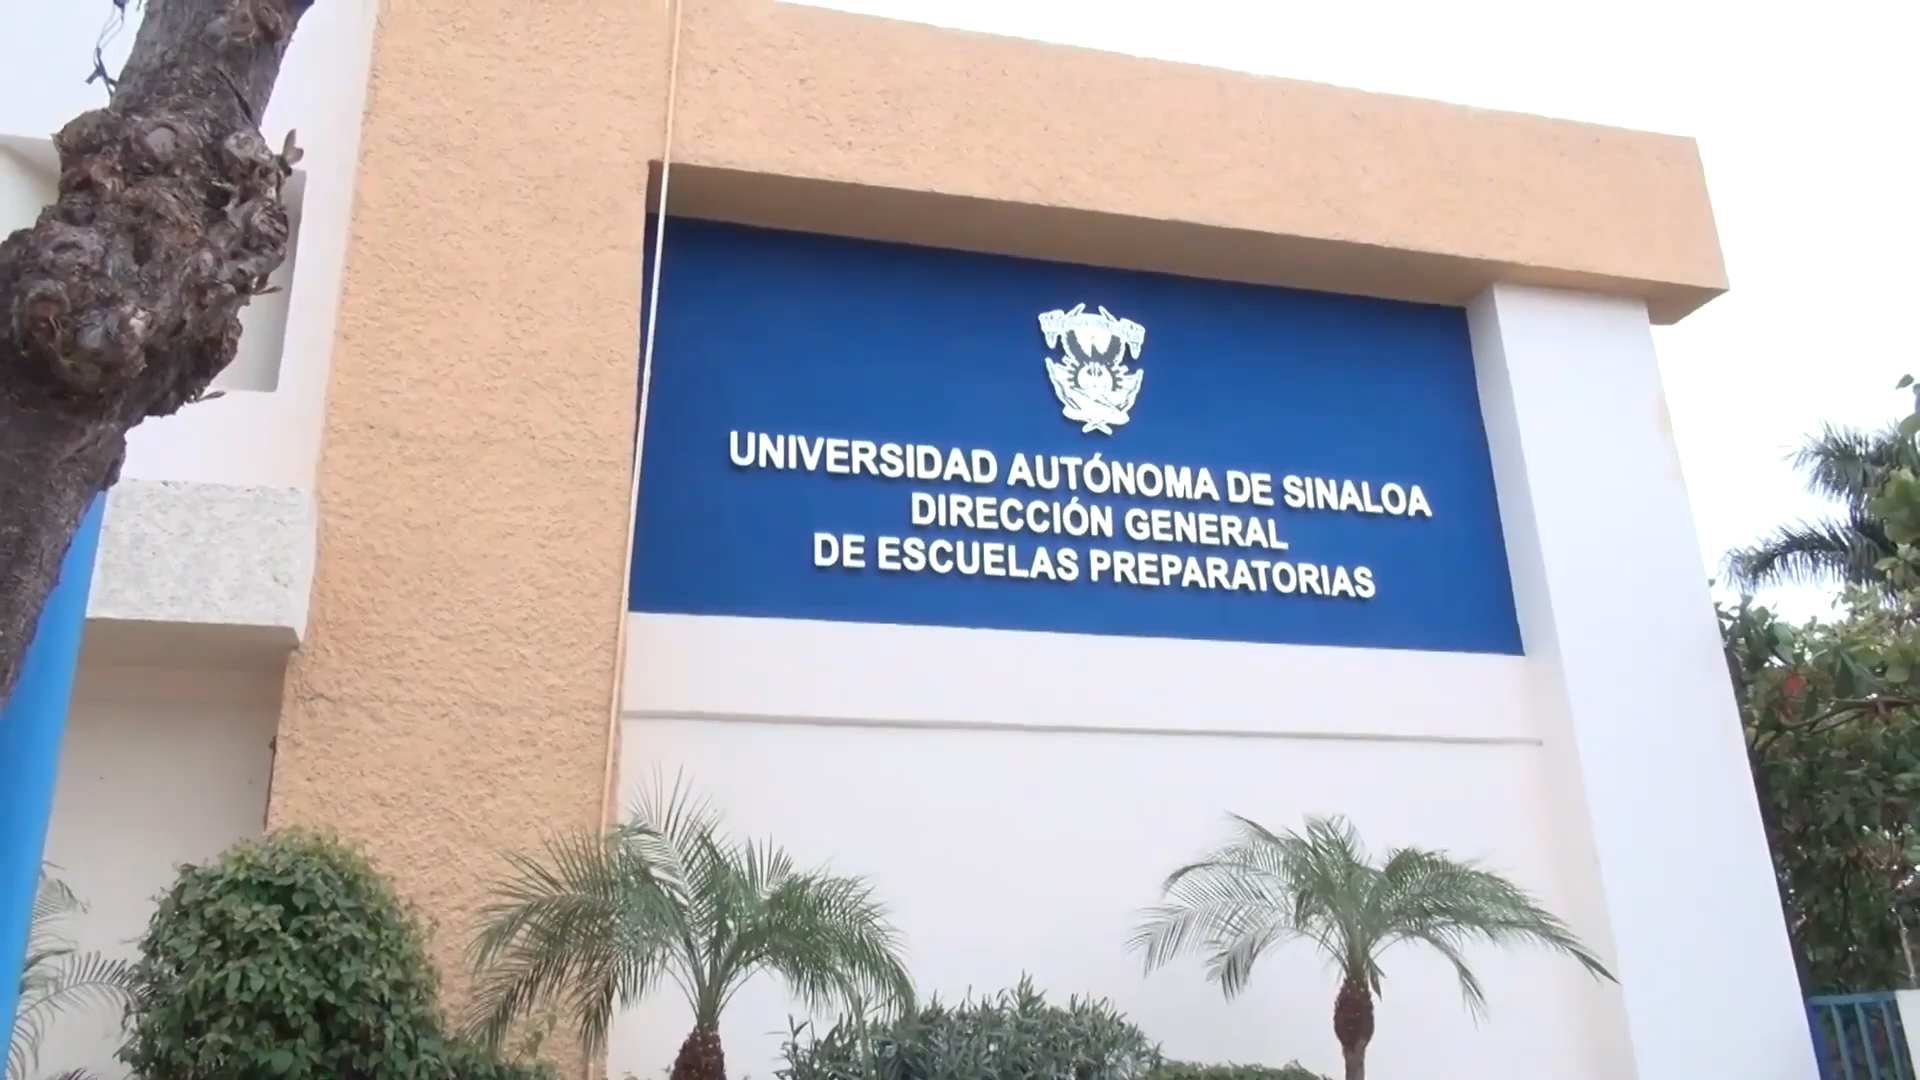 UNIVERSIDAD AUTÓNOMA DE SINALOA
DIRECCIÓN GENERAL
DE ESCUELAS PREPARATORIAS